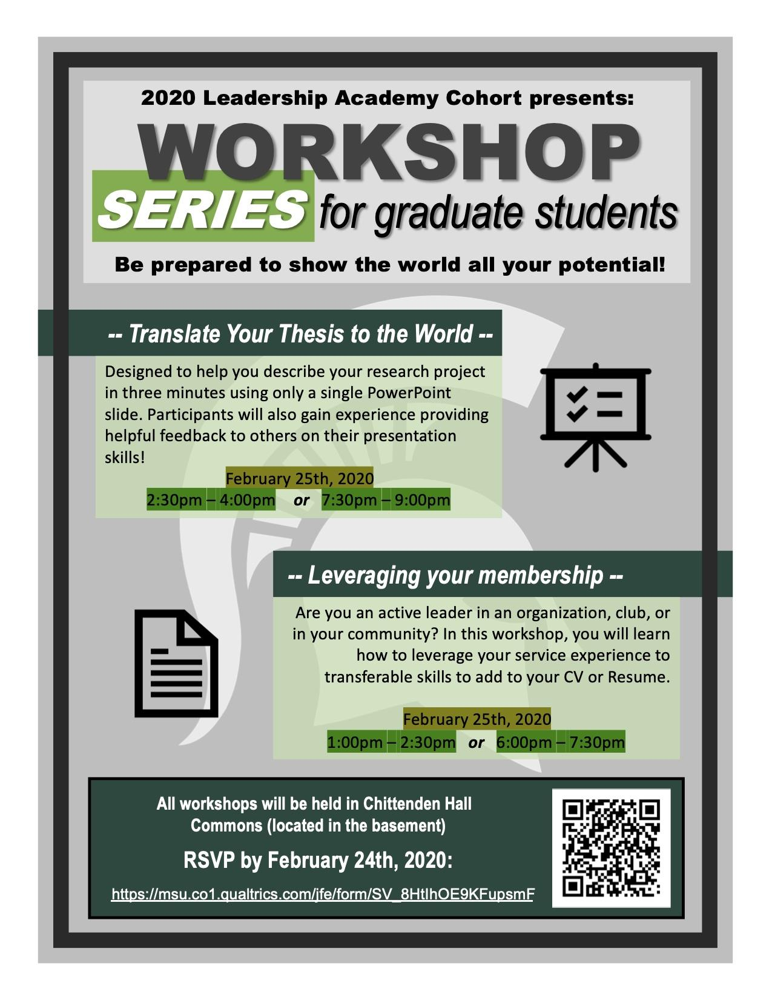 2020 Leadership Academy Cohort presents:
WORKSHOP
SERIES for graduate students
Be prepared to show the world all your potential!
-- Translate Your Thesis to the World --
Designed to help you describe your research project
in three minutes using only a single PowerPoint
slide. Participants will also gain experience providing
helpful feedback to others on their presentation
skills!
February 25th, 2020
2:30pm – 4:00pm or 7:30pm – 9:00pm
-- Leveraging your membership --
Are you an active leader in an organization, club, or
in your community? In this workshop, you will learn
how to leverage your service experience to
transferable skills to add to your CV or Resume.
February 25th, 2020
1:00pm – 2:30pm or 6:00pm – 7:30pm
All workshops will be held in Chittenden Hall
Commons (located in the basement)
RSVP by February 24th, 2020:
https://msu.co1.qualtrics.com/jfe/form/SV_8HtIhOE9KFupsmF